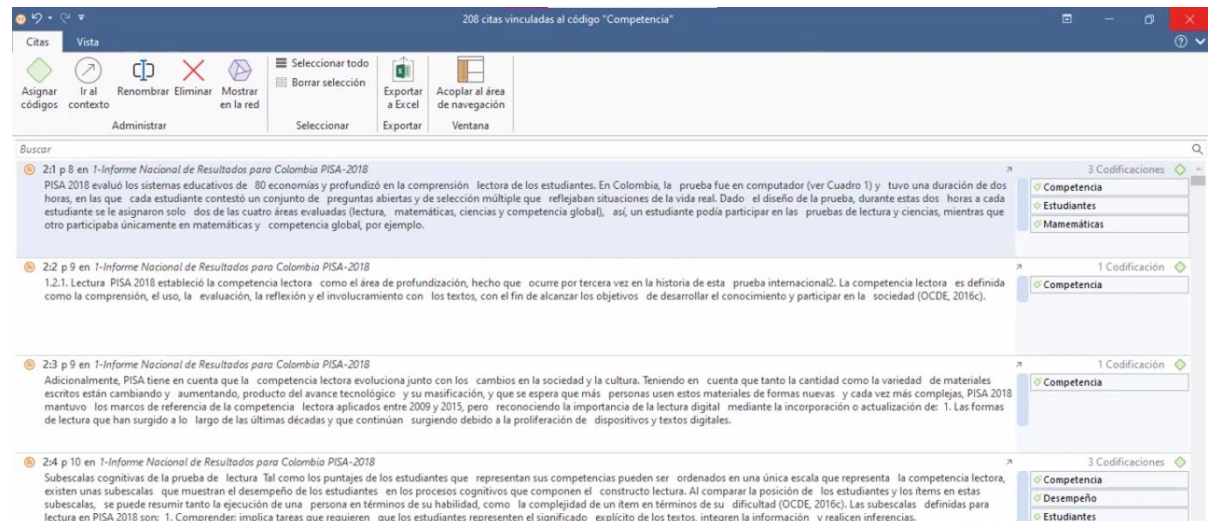 208 citas vinculadas al código "Competencia"
Citas Vista
Asignar códigos
Ir al contexto
Renombrar
Eliminar
Mostrar en la red
Seleccionar todo
Borrar selección
Exportar a Excel
Acoplar al área de navegación
Administrar Seleccionar Exportar Ventana
Buscar
2:1 p 8 en 1-Informe Nacional de Resultados para Colombia PISA-2018
3 Codificaciones
PISA 2018 evaluó los sistemas educativos de 80 economías y profundizó en la comprensión lectora de los estudiantes. En Colombia, la prueba fue en computador (ver Cuadro 1) y tuvo una duración de dos
horas, en las que cada estudiante contestó un conjunto de preguntas abiertas y de selección múltiple que reflejaban situaciones de la vida real. Dado el diseño de la prueba, durante estas dos horas a cada
estudiante se le asignaron solo dos de las cuatro áreas evaluadas (lectura, matemáticas, ciencias y competencia global), así, un estudiante podía participar en las pruebas de lectura y ciencias, mientras que
otro participaba únicamente en matemáticas y competencia global, por ejemplo.
Competencia
Estudiantes
Mamemáticas
2:2 p 9 en 1-Informe Nacional de Resultados para Colombia PISA-2018
1 Codificación
1.2.1. Lectura PISA 2018 estableció la competencia lectora como el área de profundización, hecho que ocurre por tercera vez en la historia de esta prueba internacional2. La competencia lectora es definida
como la comprensión, el uso, la evaluación, la reflexión y el involucramiento con los textos, con el fin de alcanzar los objetivos de desarrollar el conocimiento y participar en la sociedad (OCDE, 2016c).
Competencia
2:3 p 9 en 1-Informe Nacional de Resultados para Colombia PISA-2018
1 Codificación
Adicionalmente, PISA tiene en cuenta que la competencia lectora evoluciona junto con los cambios en la sociedad y la cultura. Teniendo en cuenta que tanto la cantidad como la variedad de materiales
escritos están cambiando y aumentando, producto del avance tecnológico y su masificación, y que se espera que más personas usen estos materiales de formas nuevas y cada vez más complejas, PISA 2018
mantuvo los marcos de referencia de la competencia lectora aplicados entre 2009 y 2015, pero reconociendo la importancia de la lectura digital mediante la incorporación o actualización de: 1. Las formas
de lectura que han surgido a lo largo de las últimas décadas y que continúan surgiendo debido a la proliferación de dispositivos y textos digitales.
Competencia
2:4 p 10 en 1-Informe Nacional de Resultados para Colombia PISA-2018
3 Codificaciones
Subescalas cognitivas de la prueba de lectura Tal como los puntajes de los estudiantes que representan sus competencias pueden ser ordenados en una única escala que representa la competencia lectora,
existen unas subescalas que muestran el desempeño de los estudiantes en los procesos cognitivos que componen el constructo lectura. Al comparar la posición de los estudiantes y los ítems en estas
subescalas, se puede resumir tanto la ejecución de una persona en términos de su habilidad, como la complejidad de un ítem en términos de su dificultad (OCDE, 2016c). Las subescalas definidas para
lectura en PISA 2018 son: 1. Comprender: implica tareas que requieren que los estudiantes representen el significado explícito de los textos, integren la información y realicen inferencias.
Competencia
Desempeño
Estudiantes